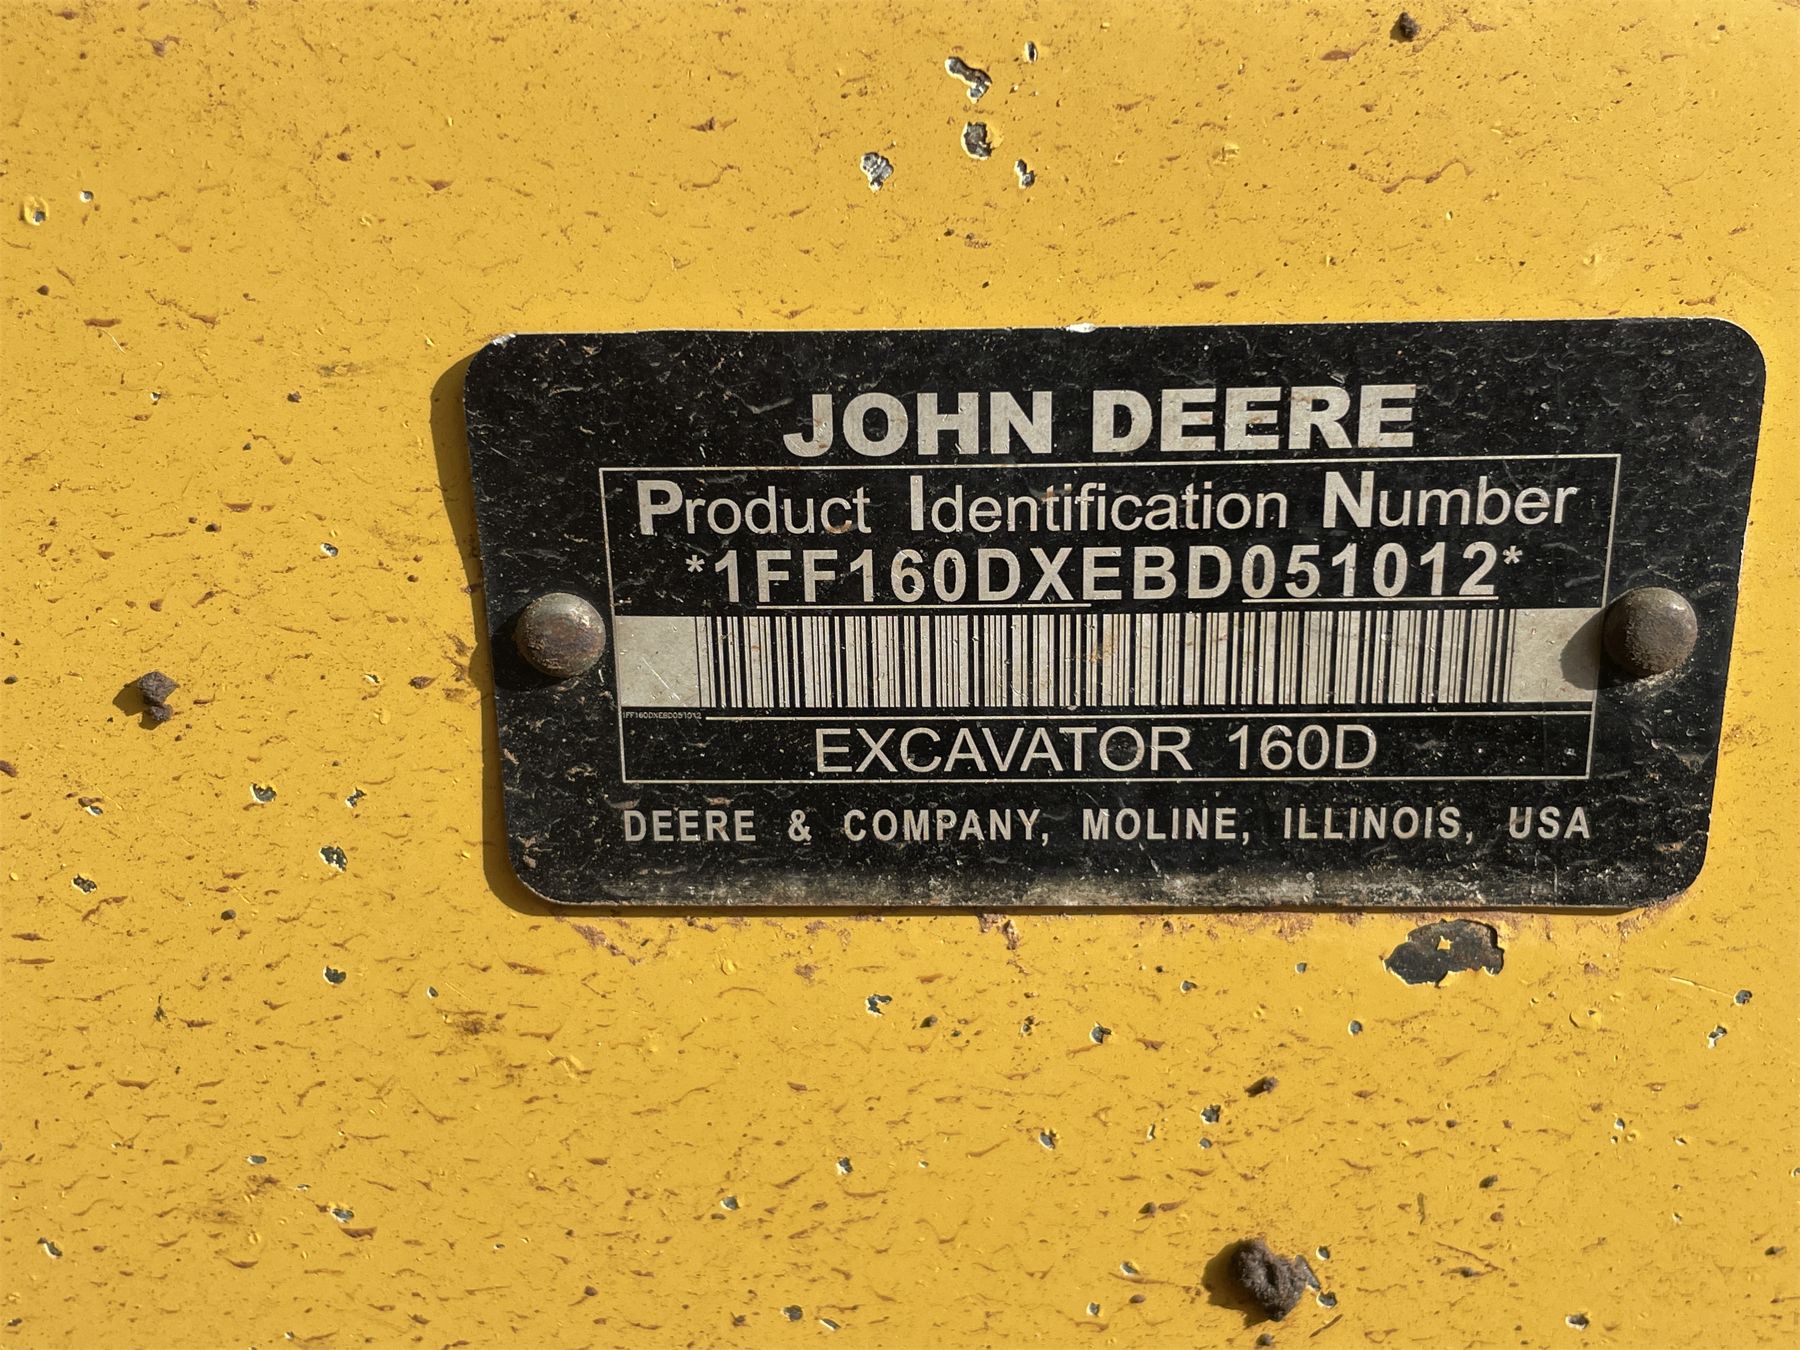 JOHN DEERE
Product Identification Number
*1FF160DXEBD051012*
1FF160DXEBD051012
EXCAVATOR 160D
DEERE & COMPANY, MOLINE, ILLINOIS, USA